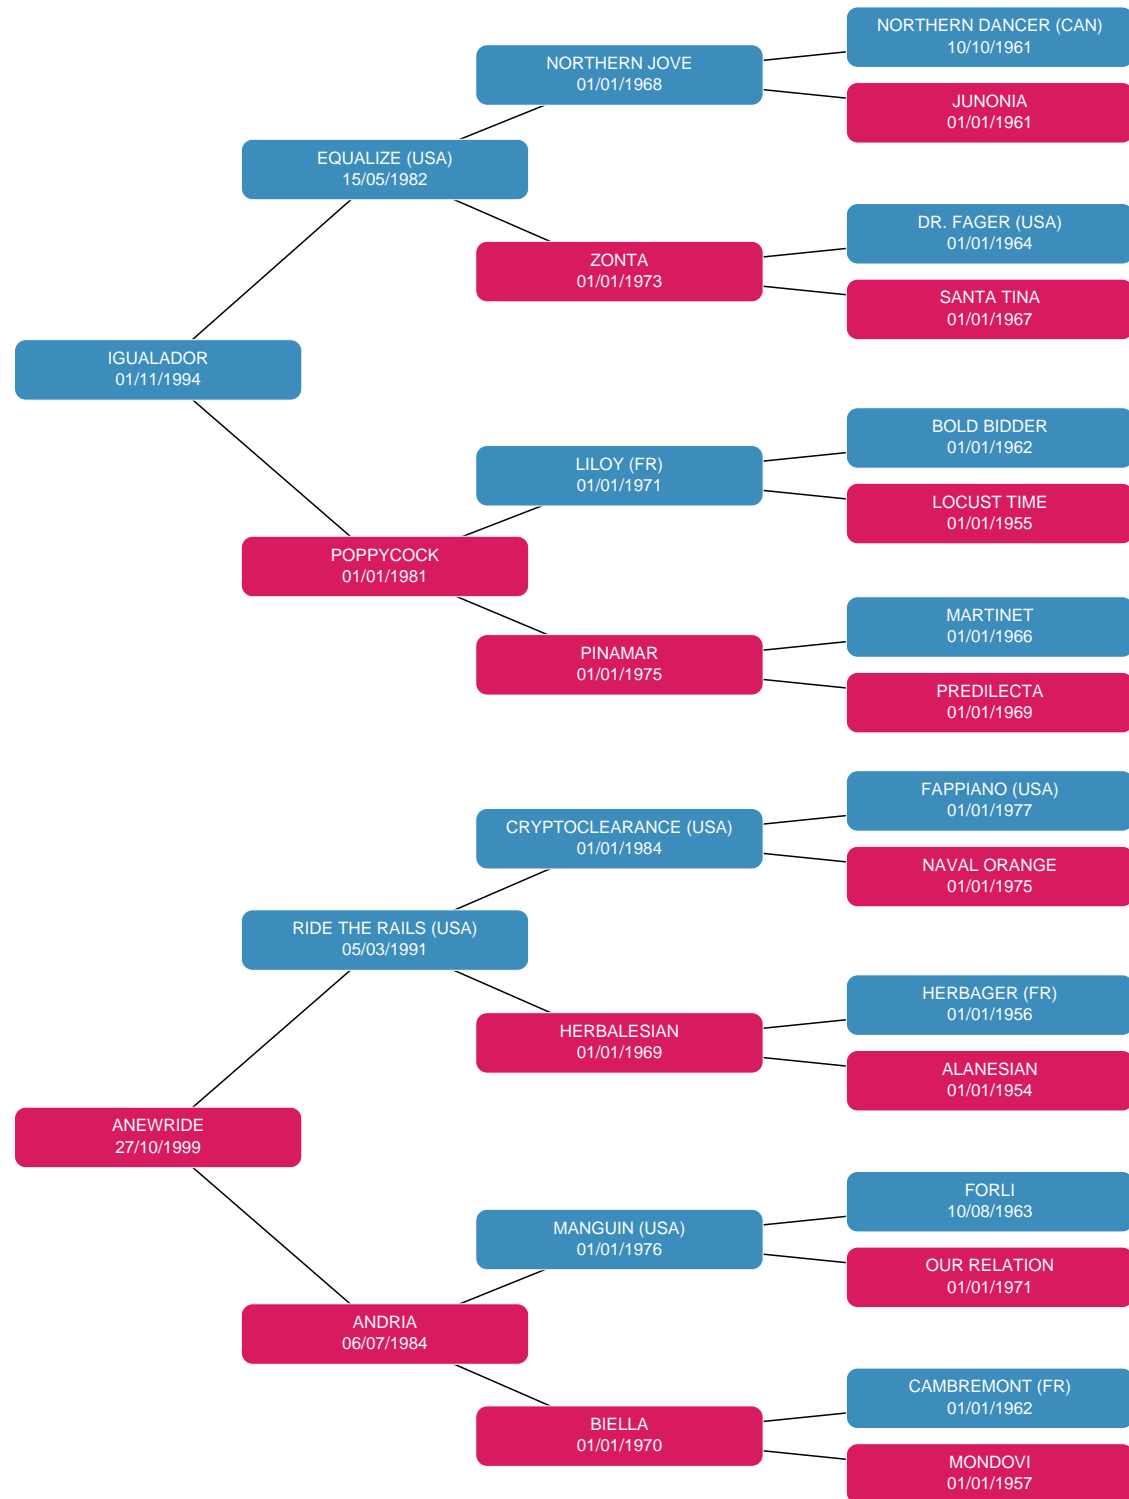 NORTHERN DANCER (CAN)
10/10/1961
NORTHERN JOVE
01/01/1968
JUNONIA
01/01/1961
EQUALIZE (USA)
15/05/1982
DR. FAGER (USA)
01/01/1964
ZONTA
01/01/1973
SANTA TINA
01/01/1967
IGUALADOR
01/11/1994
BOLD BIDDER
01/01/1962
LILOY (FR)
01/01/1971
LOCUST TIME
01/01/1955
POPPYCOCK
01/01/1981
MARTINET
01/01/1966
PINAMAR
01/01/1975
PREDILECTA
01/01/1969
FAPPIANO (USA)
01/01/1977
CRYPTOCLEARANCE (USA)
01/01/1984
NAVAL ORANGE
01/01/1975
RIDE THE RAILS (USA)
05/03/1991
HERBAGER (FR)
01/01/1956
HERBALESIAN
01/01/1969
ALANESIAN
01/01/1954
ANEWRIDE
27/10/1999
FORLI
10/08/1963
MANGUIN (USA)
01/01/1976
OUR RELATION
01/01/1971
ANDRIA
06/07/1984
CAMBREMONT (FR)
01/01/1962
BIELLA
01/01/1970
MONDOVI
01/01/1957